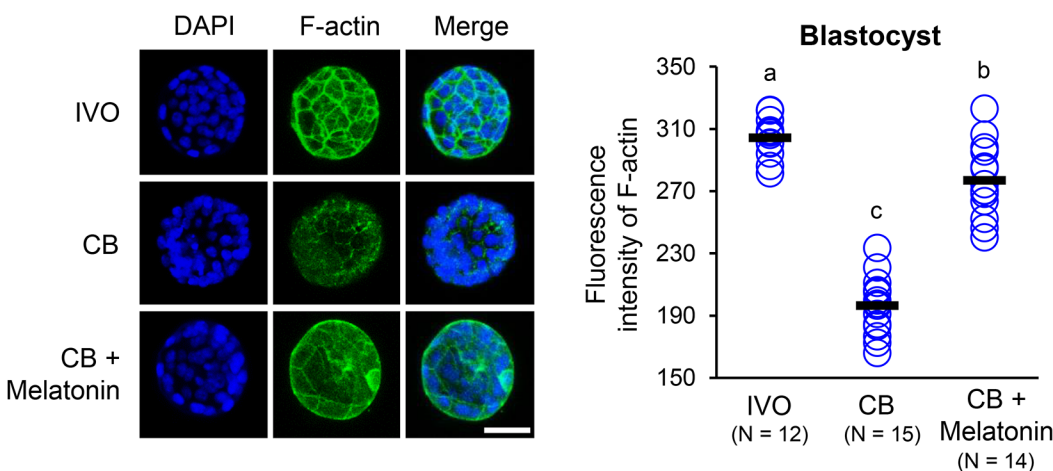 DAPI
F-actin
Merge
IVO
CB
CB +
Melatonin
Blastocyst
Fluorescence
intensity of F-actin
350
310
270
230
190
150
a
c
b
IVO
(N = 12)
CB
(N = 15)
CB +
Melatonin
(N = 14)